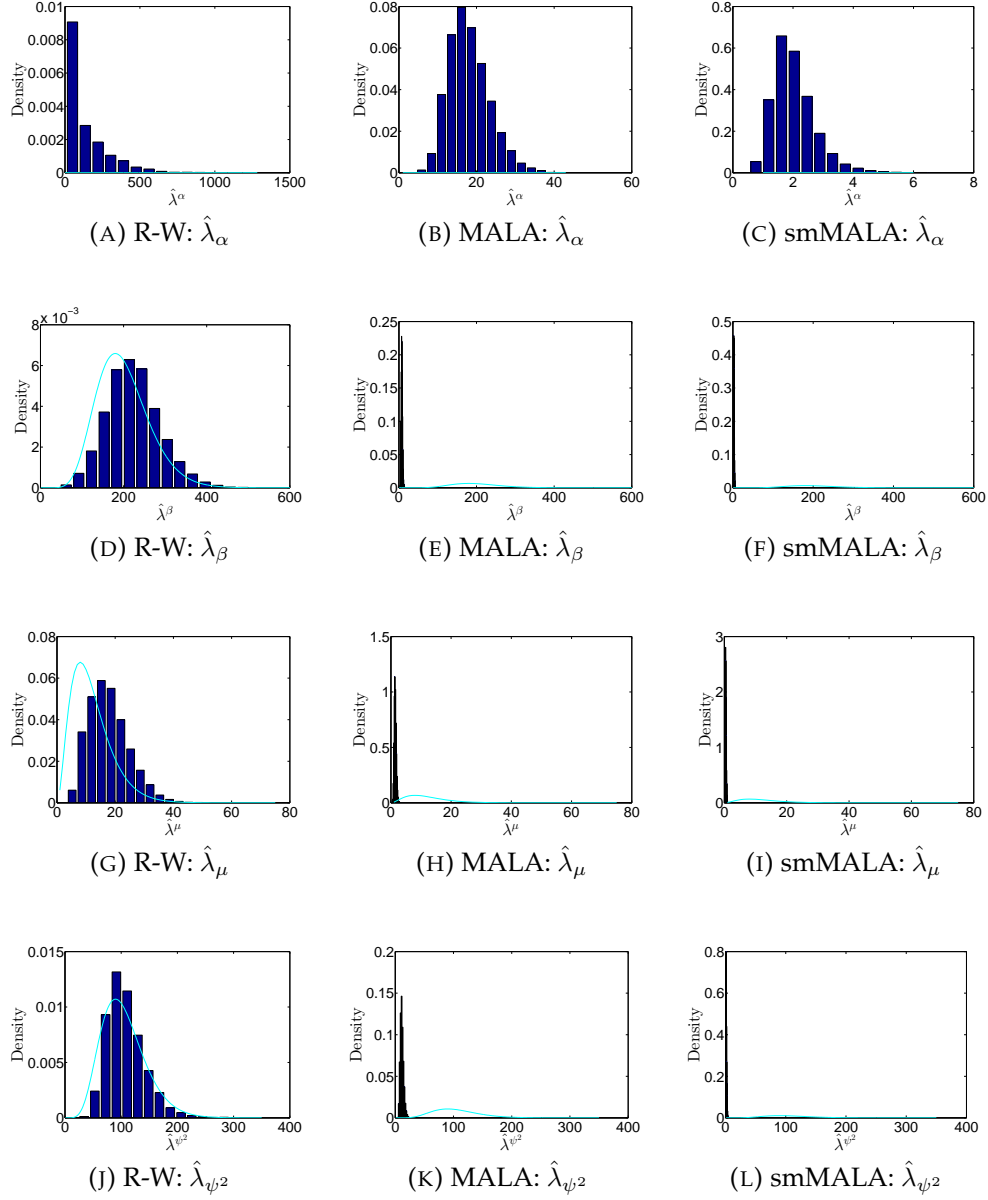 0.01
0.008
0.006
0.004
0.002
0
Density
0 500 1000 1500
λ̂^α
(A) R-W: λ̂_α
0.08
0.06
0.04
0.02
0
Density
0 20 40 60
λ̂^α
(B) MALA: λ̂_α
0.8
0.6
0.4
0.2
0
Density
0 2 4 6 8
λ̂^α
(C) smMALA: λ̂_α
8 x 10^-3
6
4
2
0
Density
0 200 400 600
λ̂^β
(D) R-W: λ̂_β
0.25
0.2
0.15
0.1
0.05
0
Density
0 200 400 600
λ̂^β
(E) MALA: λ̂_β
0.5
0.4
0.3
0.2
0.1
0
Density
0 200 400 600
λ̂^β
(F) smMALA: λ̂_β
0.08
0.06
0.04
0.02
0
Density
0 20 40 60 80
λ̂^μ
(G) R-W: λ̂_μ
1.5
1
0.5
0
Density
0 20 40 60 80
λ̂^μ
(H) MALA: λ̂_μ
3
2
1
0
Density
0 20 40 60 80
λ̂^μ
(I) smMALA: λ̂_μ
0.015
0.01
0.005
0
Density
0 100 200 300 400
λ̂^ψ²
(J) R-W: λ̂_ψ²
0.2
0.15
0.1
0.05
0
Density
0 100 200 300 400
λ̂^ψ²
(K) MALA: λ̂_ψ²
0.8
0.6
0.4
0.2
0
Density
0 100 200 300 400
λ̂^ψ²
(L) smMALA: λ̂_ψ²